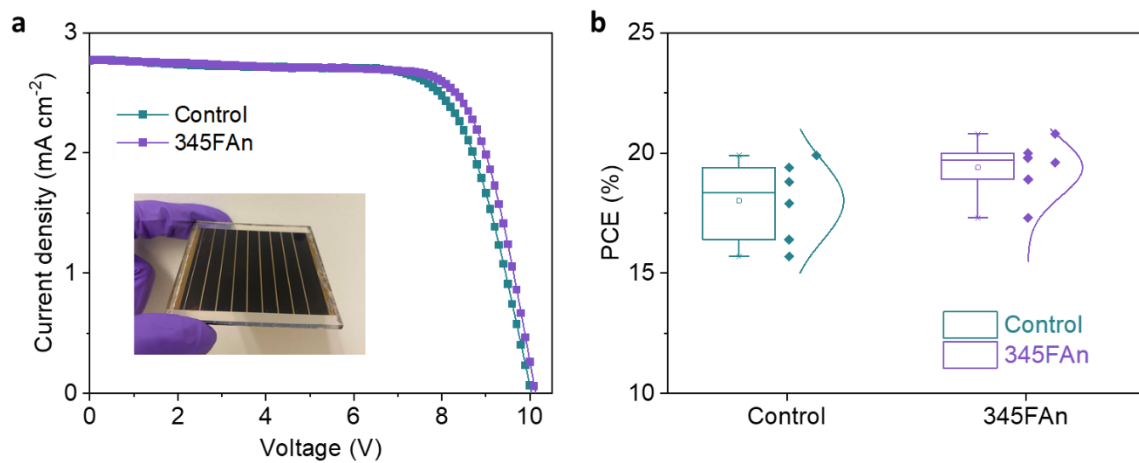 a
3
2
1
0
0
2
4
6
8
10
Current density (mA cm⁻²)
Voltage (V)
Control
345FAn
b
25
20
15
10
PCE (%)
Control
345FAn
Control
345FAn